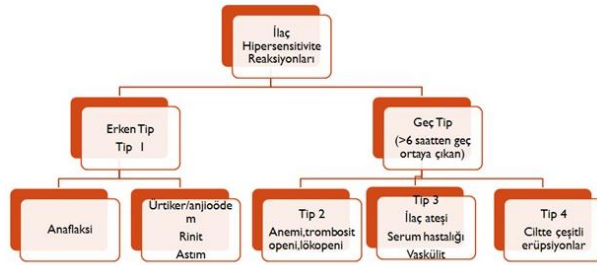 İlaç
Hipersensitivite
Reaksiyonları
Erken Tip
Tip 1
Geç Tip
(>6 saatten geç
ortaya çıkan)
Anaflaksi
Ürtiker/anjioöde
m
Rinit
Astım
Tip 2
Anemi,trombosit
openi,lökopeni
Tip 3
İlaç ateşi
Serum hastalığı
Vaskülit
Tip 4
Ciltte çeşitli
erüpsiyonlar